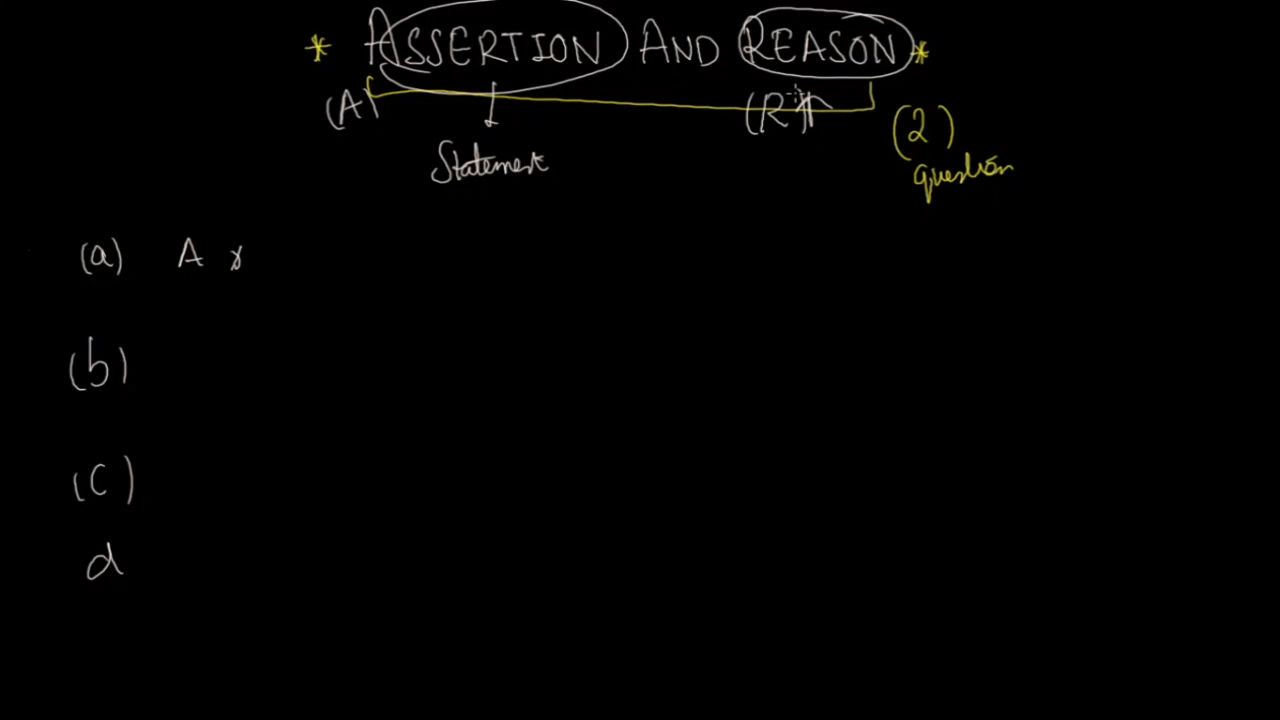 * ASSERTION AND REASON *
(A) (R)
(2)
Statement
question
(a) A
(b)
(C)
d